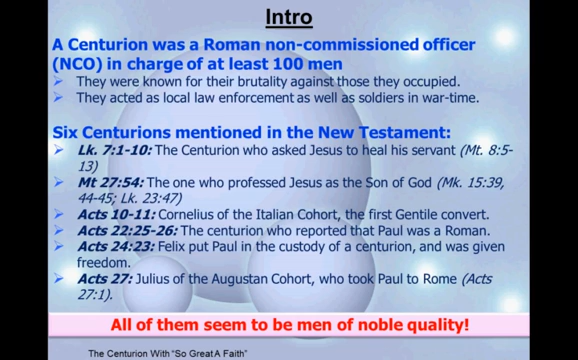 Intro
A Centurion was a Roman non-commissioned officer
(NCO) in charge of at least 100 men
➢ They were known for their brutality against those they occupied.
➢ They acted as local law enforcement as well as soldiers in war-time.
Six Centurions mentioned in the New Testament:
➢ Lk. 7:1-10: The Centurion who asked Jesus to heal his servant (Mt. 8:5-
13)
➢ Mt 27:54: The one who professed Jesus as the Son of God (Mk. 15:39,
44-45; Lk. 23:47)
➢ Acts 10-11: Cornelius of the Italian Cohort, the first Gentile convert.
➢ Acts 22:25-26: The centurion who reported that Paul was a Roman.
➢ Acts 24:23: Felix put Paul in the custody of a centurion, and was given
freedom.
➢ Acts 27: Julius of the Augustan Cohort, who took Paul to Rome (Acts
27:1).
All of them seem to be men of noble quality!
The Centurion With "So Great A Faith"